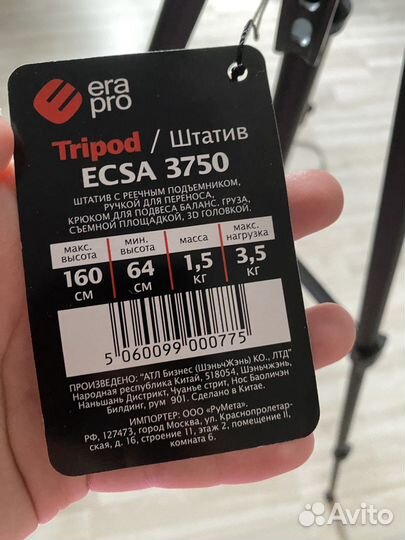 era
pro
Tripod / Штатив
ECSA 3750
ШТАТИВ С РЕЕЧНЫМ ПОДЪЕМНИКОМ,
РУЧКОЙ ДЛЯ ПЕРЕНОСА,
КРЮКОМ ДЛЯ ПОДВЕСА БАЛАНС. ГРУЗА,
СЪЕМНОЙ ПЛОЩАДКОЙ, 3D ГОЛОВКОЙ.
макс. высота мин. высота масса макс. нагрузка
160 СМ 64 СМ 1,5 КГ 3,5 КГ
5 060099 000775
ПРОИЗВЕДЕНО: "АТЛ Бизнес (ШэньчЖэнь) КО., ЛТД"
Народная республика Китай, 518054, Шэньчжэнь,
Наньшань Дистрикт, Чуанье стрит, Нос Баоличэн
Билдинг, рум 901. Сделано в Китае.
ИМПОРТЕР: ООО «РуМета».
РФ, 127473, город Москва, ул. Краснопролетар-
ская, д. 16, строение 11, этаж 2, помещение II,
комната 6.
Avito